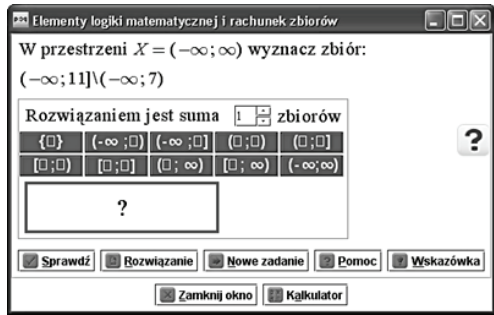 Elementy logiki matematycznej i rachunek zbiorów
W przestrzeni X = (−∞; ∞) wyznacz zbiór:
(−∞; 11]\(−∞; 7)
Rozwiązaniem jest suma 1 zbiorów
{□} (-∞ ;□) (-∞ ;□] (□;□) (□;□]
[□;□) [□;□] (□; ∞) [□; ∞) (-∞;∞)
?
?
Sprawdź Rozwiązanie Nowe zadanie Pomoc Wskazówka
Zamknij okno Kalkulator